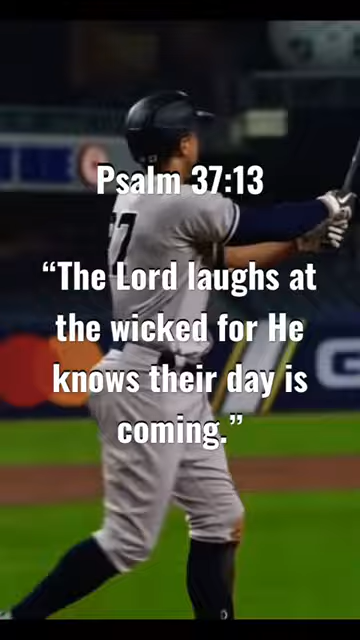 Psalm 37:13
“The Lord laughs at
the wicked for He
knows their day is
coming.”
G